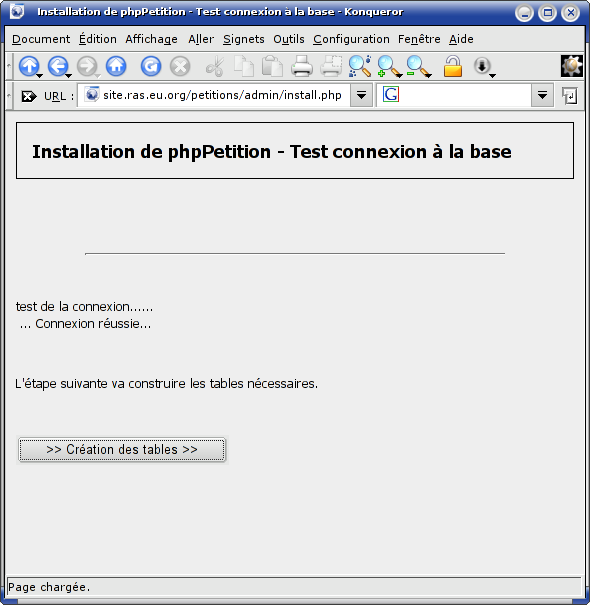 Installation de phpPetition - Test connexion à la base - Konqueror
Document Édition Affichage Aller Signets Outils Configuration Fenêtre Aide
URL : site.ras.eu.org/petitions/admin/install.php G
Installation de phpPetition - Test connexion à la base
test de la connexion......
... Connexion réussie...
L'étape suivante va construire les tables nécessaires.
>> Création des tables >>
Page chargée.